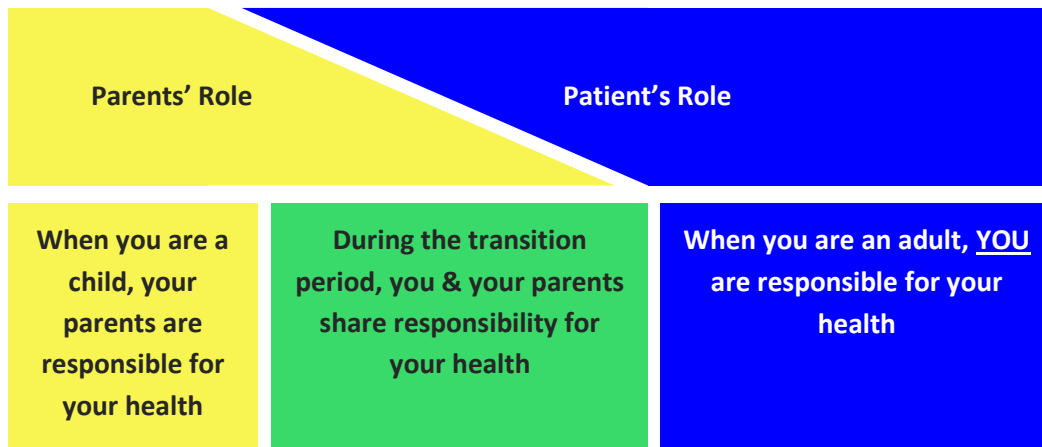 Parents’ Role
Patient’s Role
When you are a
child, your
parents are
responsible for
your health
During the transition
period, you & your parents
share responsibility for
your health
When you are an adult, YOU
are responsible for your
health